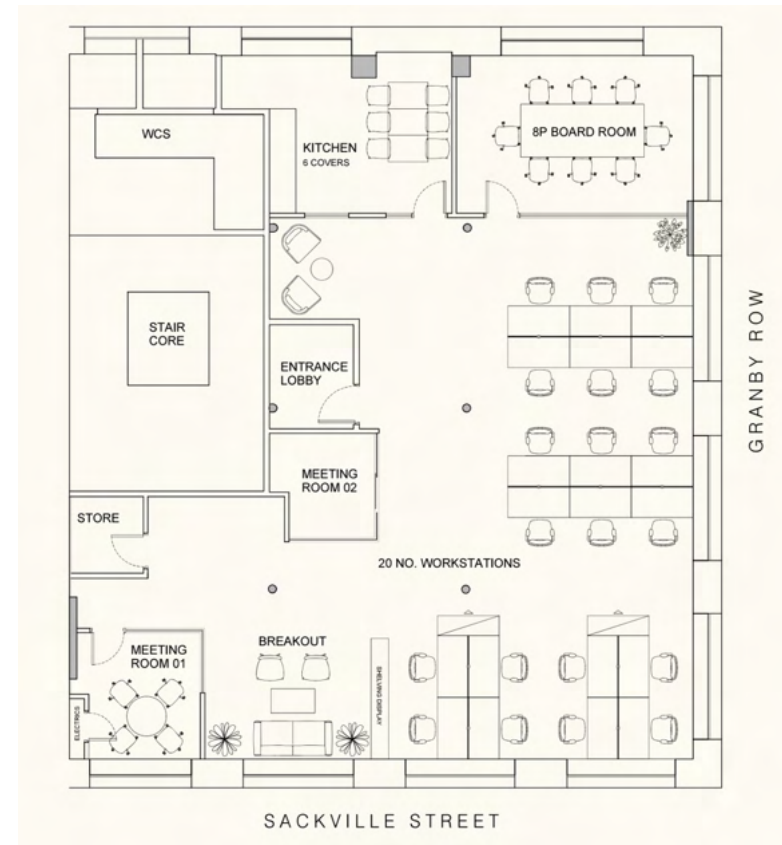 WCS
KITCHEN
6 COVERS
8P BOARD ROOM
STAIR
CORE
ENTRANCE
LOBBY
MEETING
ROOM 02
STORE
20 NO. WORKSTATIONS
MEETING
ROOM 01
BREAKOUT
SHELVING DISPLAY
ELECTRICS
GRANBY ROW
SACKVILLE STREET